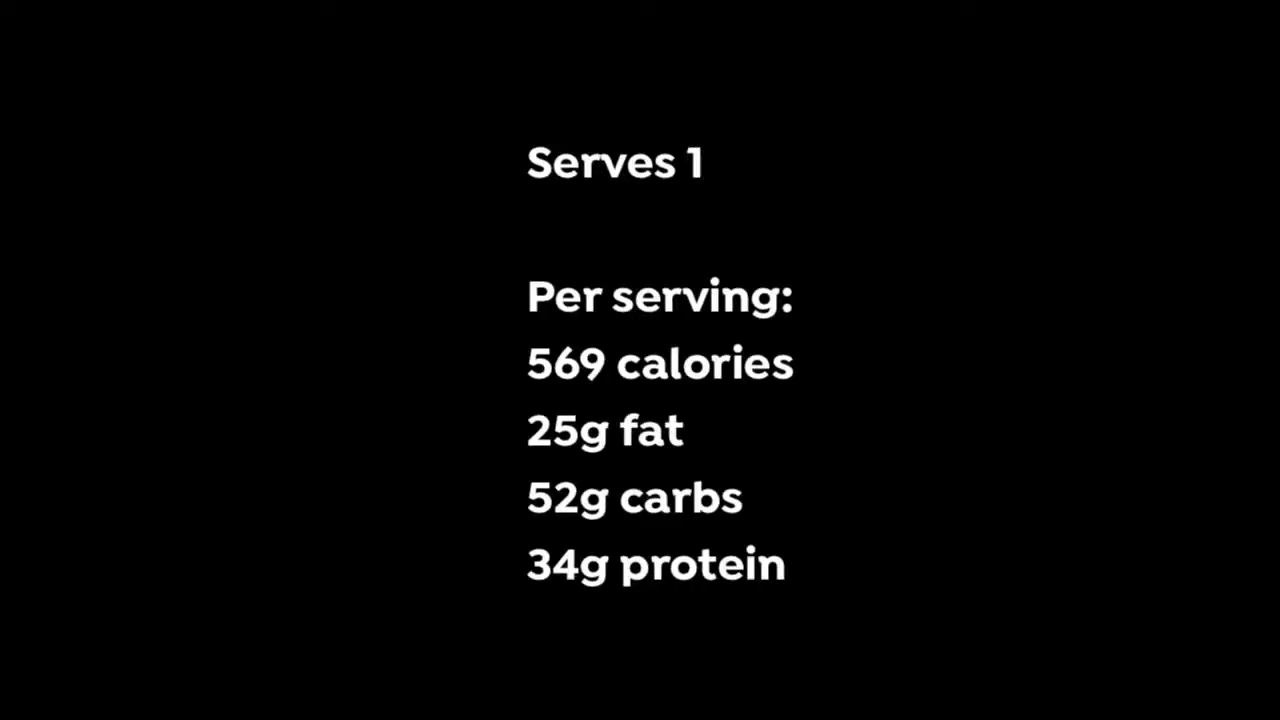 Serves 1
Per serving:
569 calories
25g fat
52g carbs
34g protein